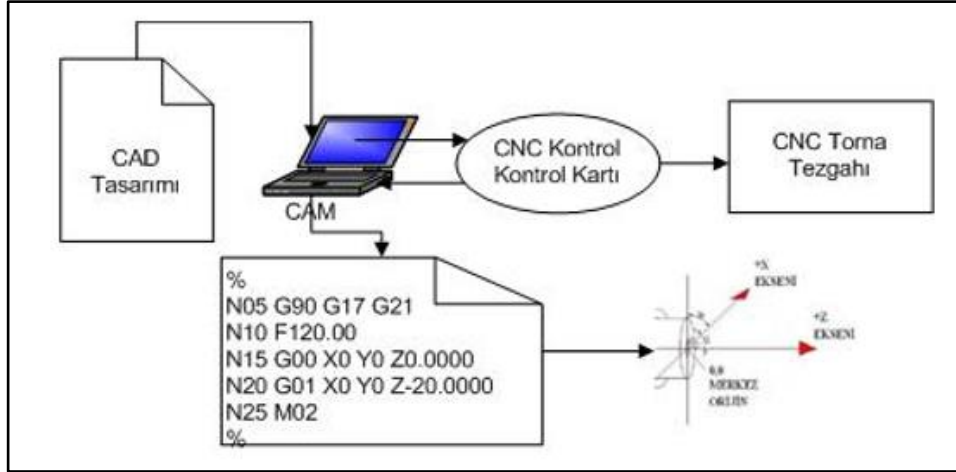 CAD
Tasarımı
CAM
CNC Kontrol
Kontrol Kartı
CNC Torna
Tezgahı
%
N05 G90 G17 G21
N10 F120.00
N15 G00 X0 Y0 Z0.0000
N20 G01 X0 Y0 Z-20.0000
N25 M02
%
+X
EKSENİ
+Z
EKSENİ
0,0
MERKEZ
ORIJİN